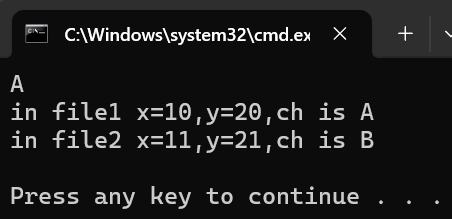 C:\Windows\system32\cmd.ex
A
in file1 x=10,y=20,ch is A
in file2 x=11,y=21,ch is B
Press any key to continue . . .